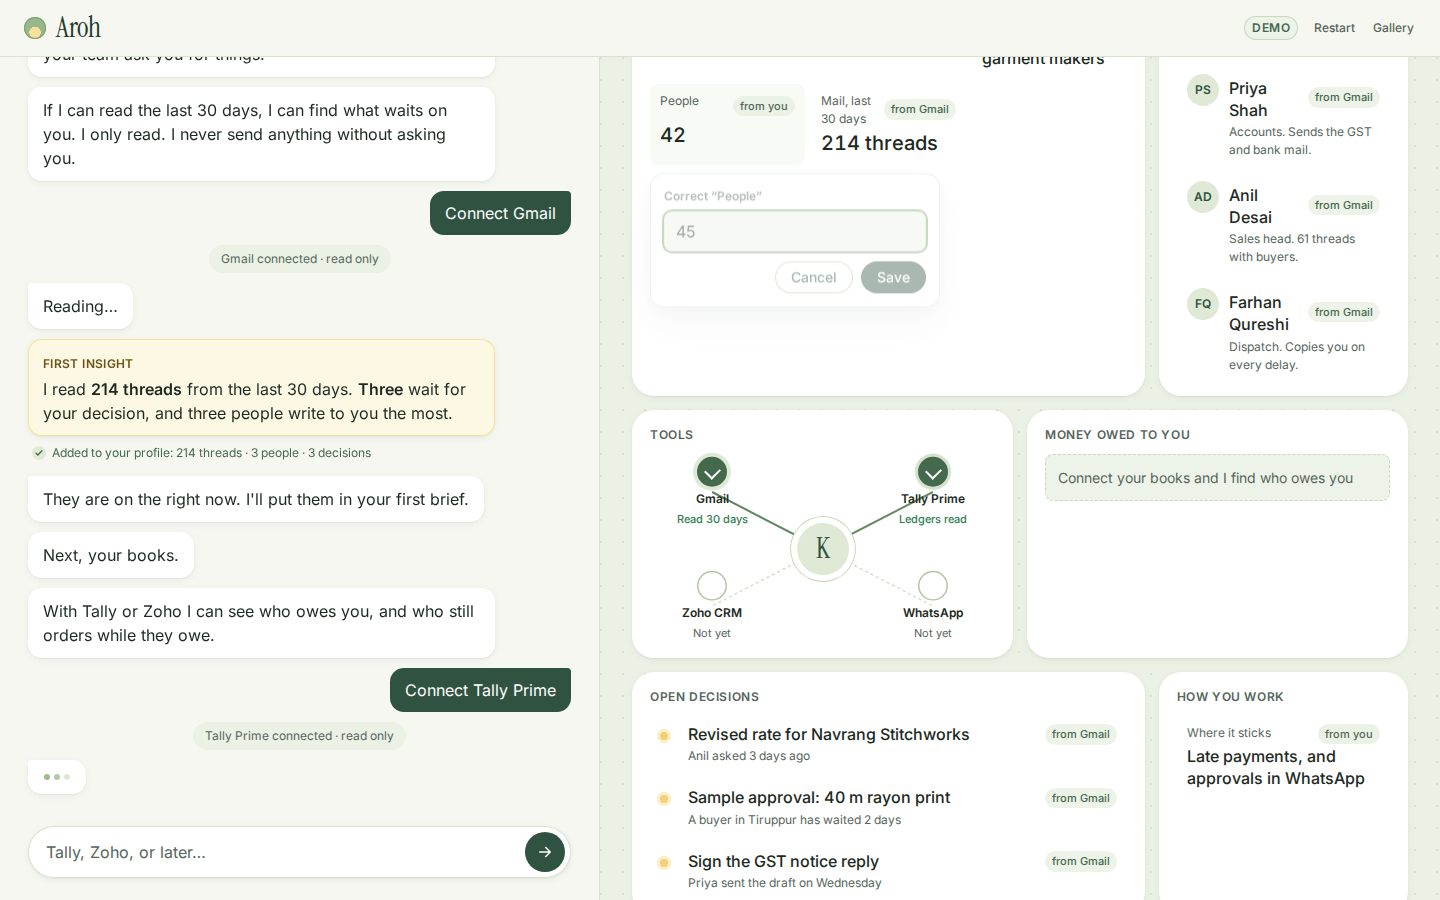 Aroh
DEMO
Restart
Gallery
your team ask you for things.
If I can read the last 30 days, I can find what waits on
you. I only read. I never send anything without asking
you.
Connect Gmail
Gmail connected · read only
Reading...
FIRST INSIGHT
I read 214 threads from the last 30 days. Three wait for
your decision, and three people write to you the most.
Added to your profile: 214 threads · 3 people · 3 decisions
They are on the right now. I'll put them in your first brief.
Next, your books.
With Tally or Zoho I can see who owes you, and who still
orders while they owe.
Connect Tally Prime
Tally Prime connected · read only
Tally, Zoho, or later...
garment makers
People
from you
42
Mail, last
30 days
from Gmail
214 threads
Correct “People”
45
Cancel
Save
PS
Priya
Shah
from Gmail
Accounts. Sends the GST
and bank mail.
AD
Anil
Desai
from Gmail
Sales head. 61 threads
with buyers.
FQ
Farhan
Qureshi
from Gmail
Dispatch. Copies you on
every delay.
TOOLS
Gmail
Read 30 days
Tally Prime
Ledgers read
K
Zoho CRM
Not yet
WhatsApp
Not yet
MONEY OWED TO YOU
Connect your books and I find who owes you
OPEN DECISIONS
Revised rate for Navrang Stitchworks
from Gmail
Anil asked 3 days ago
Sample approval: 40 m rayon print
from Gmail
A buyer in Tiruppur has waited 2 days
Sign the GST notice reply
from Gmail
Priya sent the draft on Wednesday
HOW YOU WORK
Where it sticks
from you
Late payments, and
approvals in WhatsApp